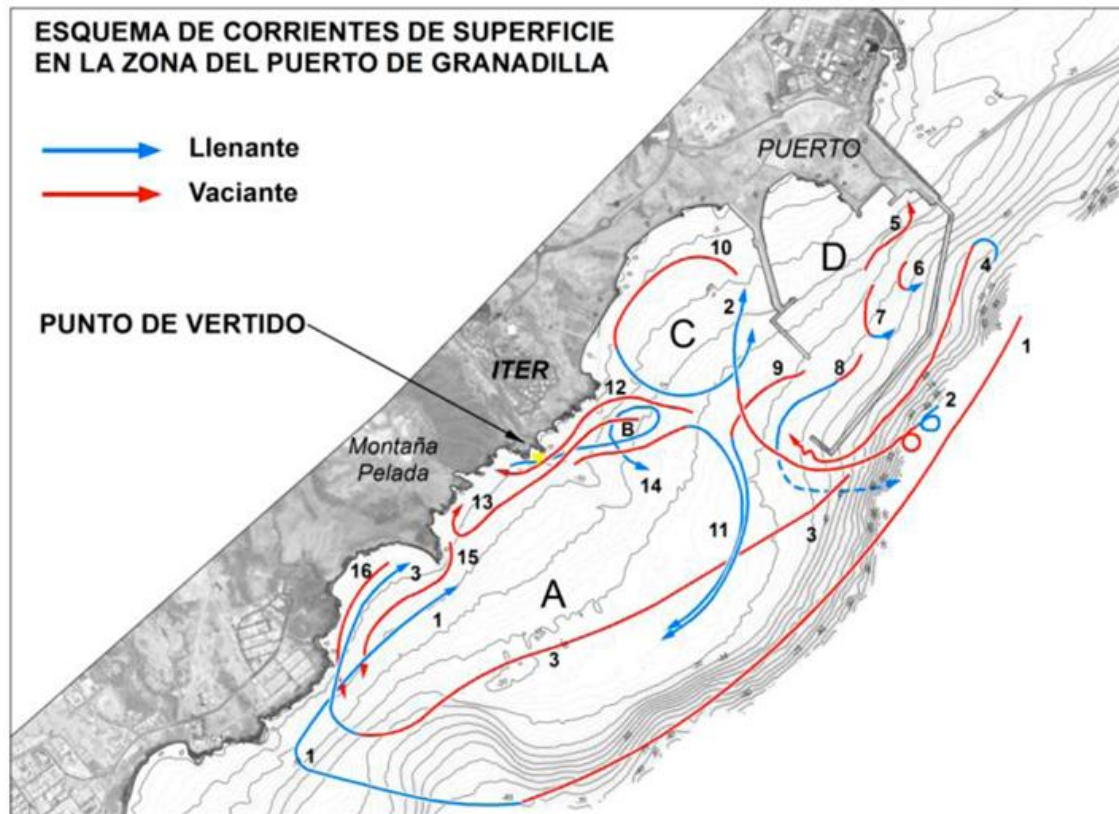 ESQUEMA DE CORRIENTES DE SUPERFICIE
EN LA ZONA DEL PUERTO DE GRANADILLA
Llenante
Vaciante
PUERTO
5
D
10
6
4
2
7
1
PUNTO DE VERTIDO
C
ITER
9
8
12
2
B
Montaña
Pelada
14
13
11
3
15
16
3
A
1
3
1